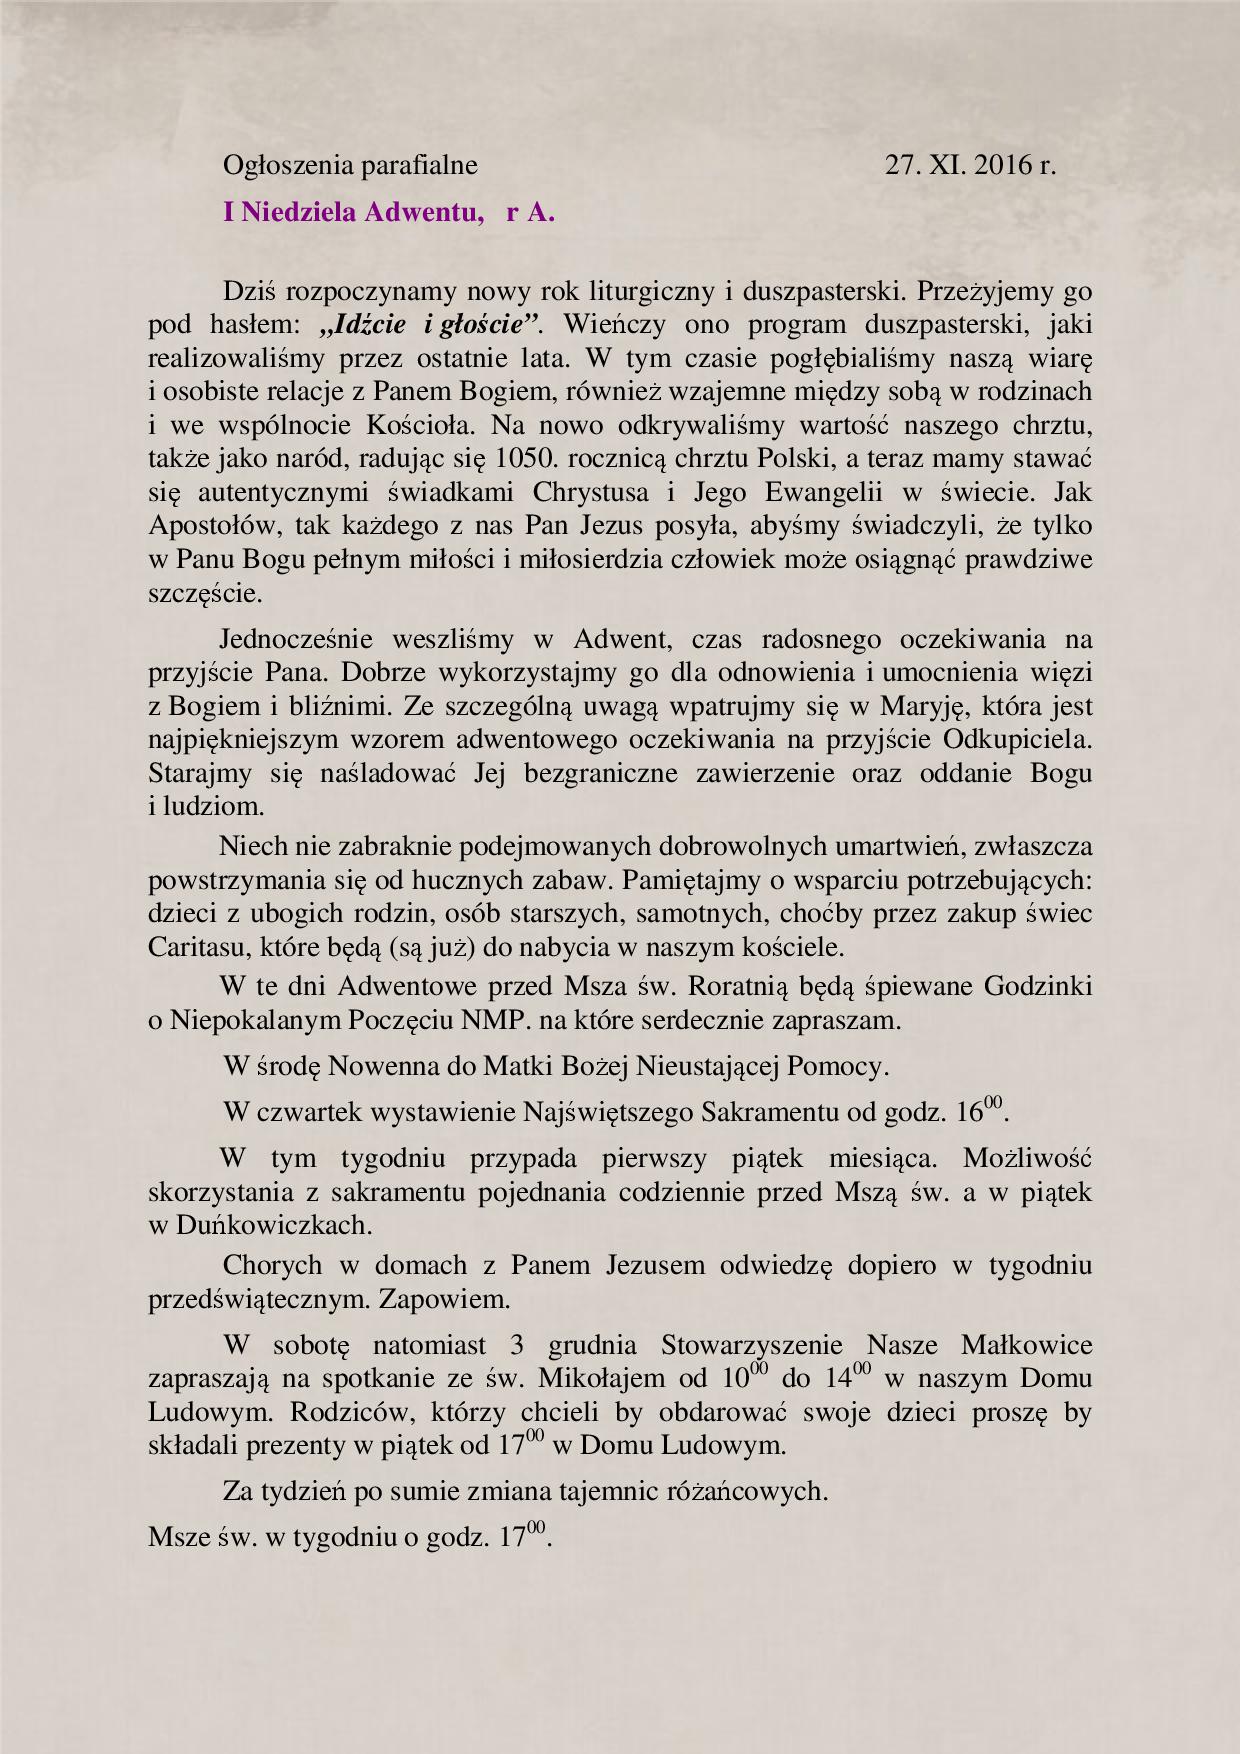 Ogłoszenia parafialne 27. XI. 2016 r.
I Niedziela Adwentu, r A.
Dziś rozpoczynamy nowy rok liturgiczny i duszpasterski. Przeżyjemy go
pod hasłem: „Idźcie i głoście”. Wieńczy ono program duszpasterski, jaki
realizowaliśmy przez ostatnie lata. W tym czasie pogłębialiśmy naszą wiarę
i osobiste relacje z Panem Bogiem, również wzajemne między sobą w rodzinach
i we wspólnocie Kościoła. Na nowo odkrywaliśmy wartość naszego chrztu,
także jako naród, radując się 1050. rocznicą chrztu Polski, a teraz mamy stawać
się autentycznymi świadkami Chrystusa i Jego Ewangelii w świecie. Jak
Apostołów, tak każdego z nas Pan Jezus posyła, abyśmy świadczyli, że tylko
w Panu Bogu pełnym miłości i miłosierdzia człowiek może osiągnąć prawdziwe
szczęście.
Jednocześnie weszliśmy w Adwent, czas radosnego oczekiwania na
przyjście Pana. Dobrze wykorzystajmy go dla odnowienia i umocnienia więzi
z Bogiem i bliźnimi. Ze szczególną uwagą wpatrujmy się w Maryję, która jest
najpiękniejszym wzorem adwentowego oczekiwania na przyjście Odkupiciela.
Starajmy się naśladować Jej bezgraniczne zawierzenie oraz oddanie Bogu
i ludziom.
Niech nie zabraknie podejmowanych dobrowolnych umartwień, zwłaszcza
powstrzymania się od hucznych zabaw. Pamiętajmy o wsparciu potrzebujących:
dzieci z ubogich rodzin, osób starszych, samotnych, choćby przez zakup świec
Caritasu, które będą (są już) do nabycia w naszym kościele.
W te dni Adwentowe przed Msza św. Roratnią będą śpiewane Godzinki
o Niepokalanym Poczęciu NMP. na które serdecznie zapraszam.
W środę Nowenna do Matki Bożej Nieustającej Pomocy.
W czwartek wystawienie Najświętszego Sakramentu od godz. 16⁰⁰.
W tym tygodniu przypada pierwszy piątek miesiąca. Możliwość
skorzystania z sakramentu pojednania codziennie przed Mszą św. a w piątek
w Duńkowiczkach.
Chorych w domach z Panem Jezusem odwiedzę dopiero w tygodniu
przedświątecznym. Zapowiem.
W sobotę natomiast 3 grudnia Stowarzyszenie Nasze Małkowice
zapraszają na spotkanie ze św. Mikołajem od 10⁰⁰ do 14⁰⁰ w naszym Domu
Ludowym. Rodziców, którzy chcieli by obdarować swoje dzieci proszę by
składali prezenty w piątek od 17⁰⁰ w Domu Ludowym.
Za tydzień po sumie zmiana tajemnic różańcowych.
Msze św. w tygodniu o godz. 17⁰⁰.